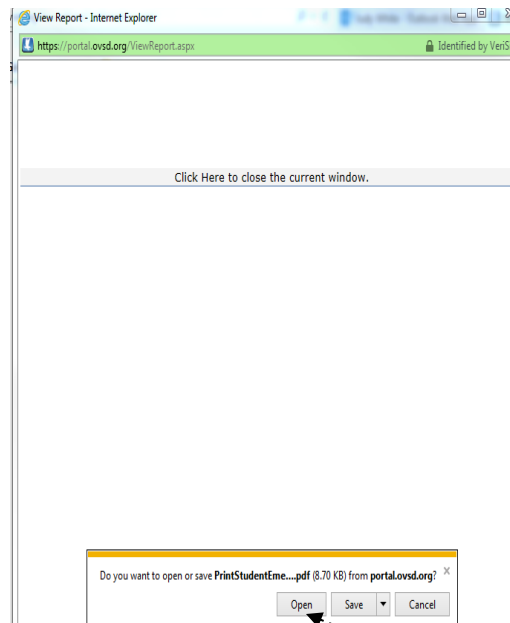 View Report - Internet Explorer
https://portal.ovsd.org/ViewReport.aspx Identified by VeriS
Click Here to close the current window.
Do you want to open or save PrintStudentEme....pdf (8.70 KB) from portal.ovsd.org? x
Open Save Cancel